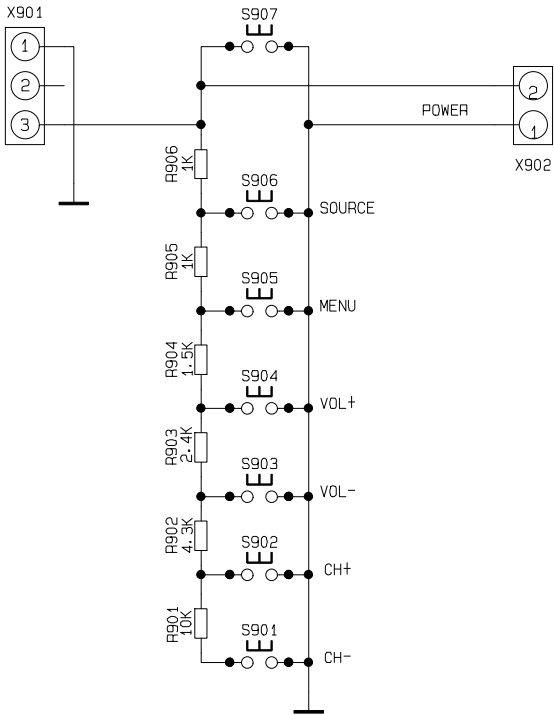 X901
1
2
3
S907
2
1
POWER
X902
R906
1K
S906
SOURCE
R905
1K
S905
MENU
R904
1.5K
S904
VOL+
R903
2.4K
S903
VOL-
R902
4.3K
S902
CH+
R901
10K
S901
CH-